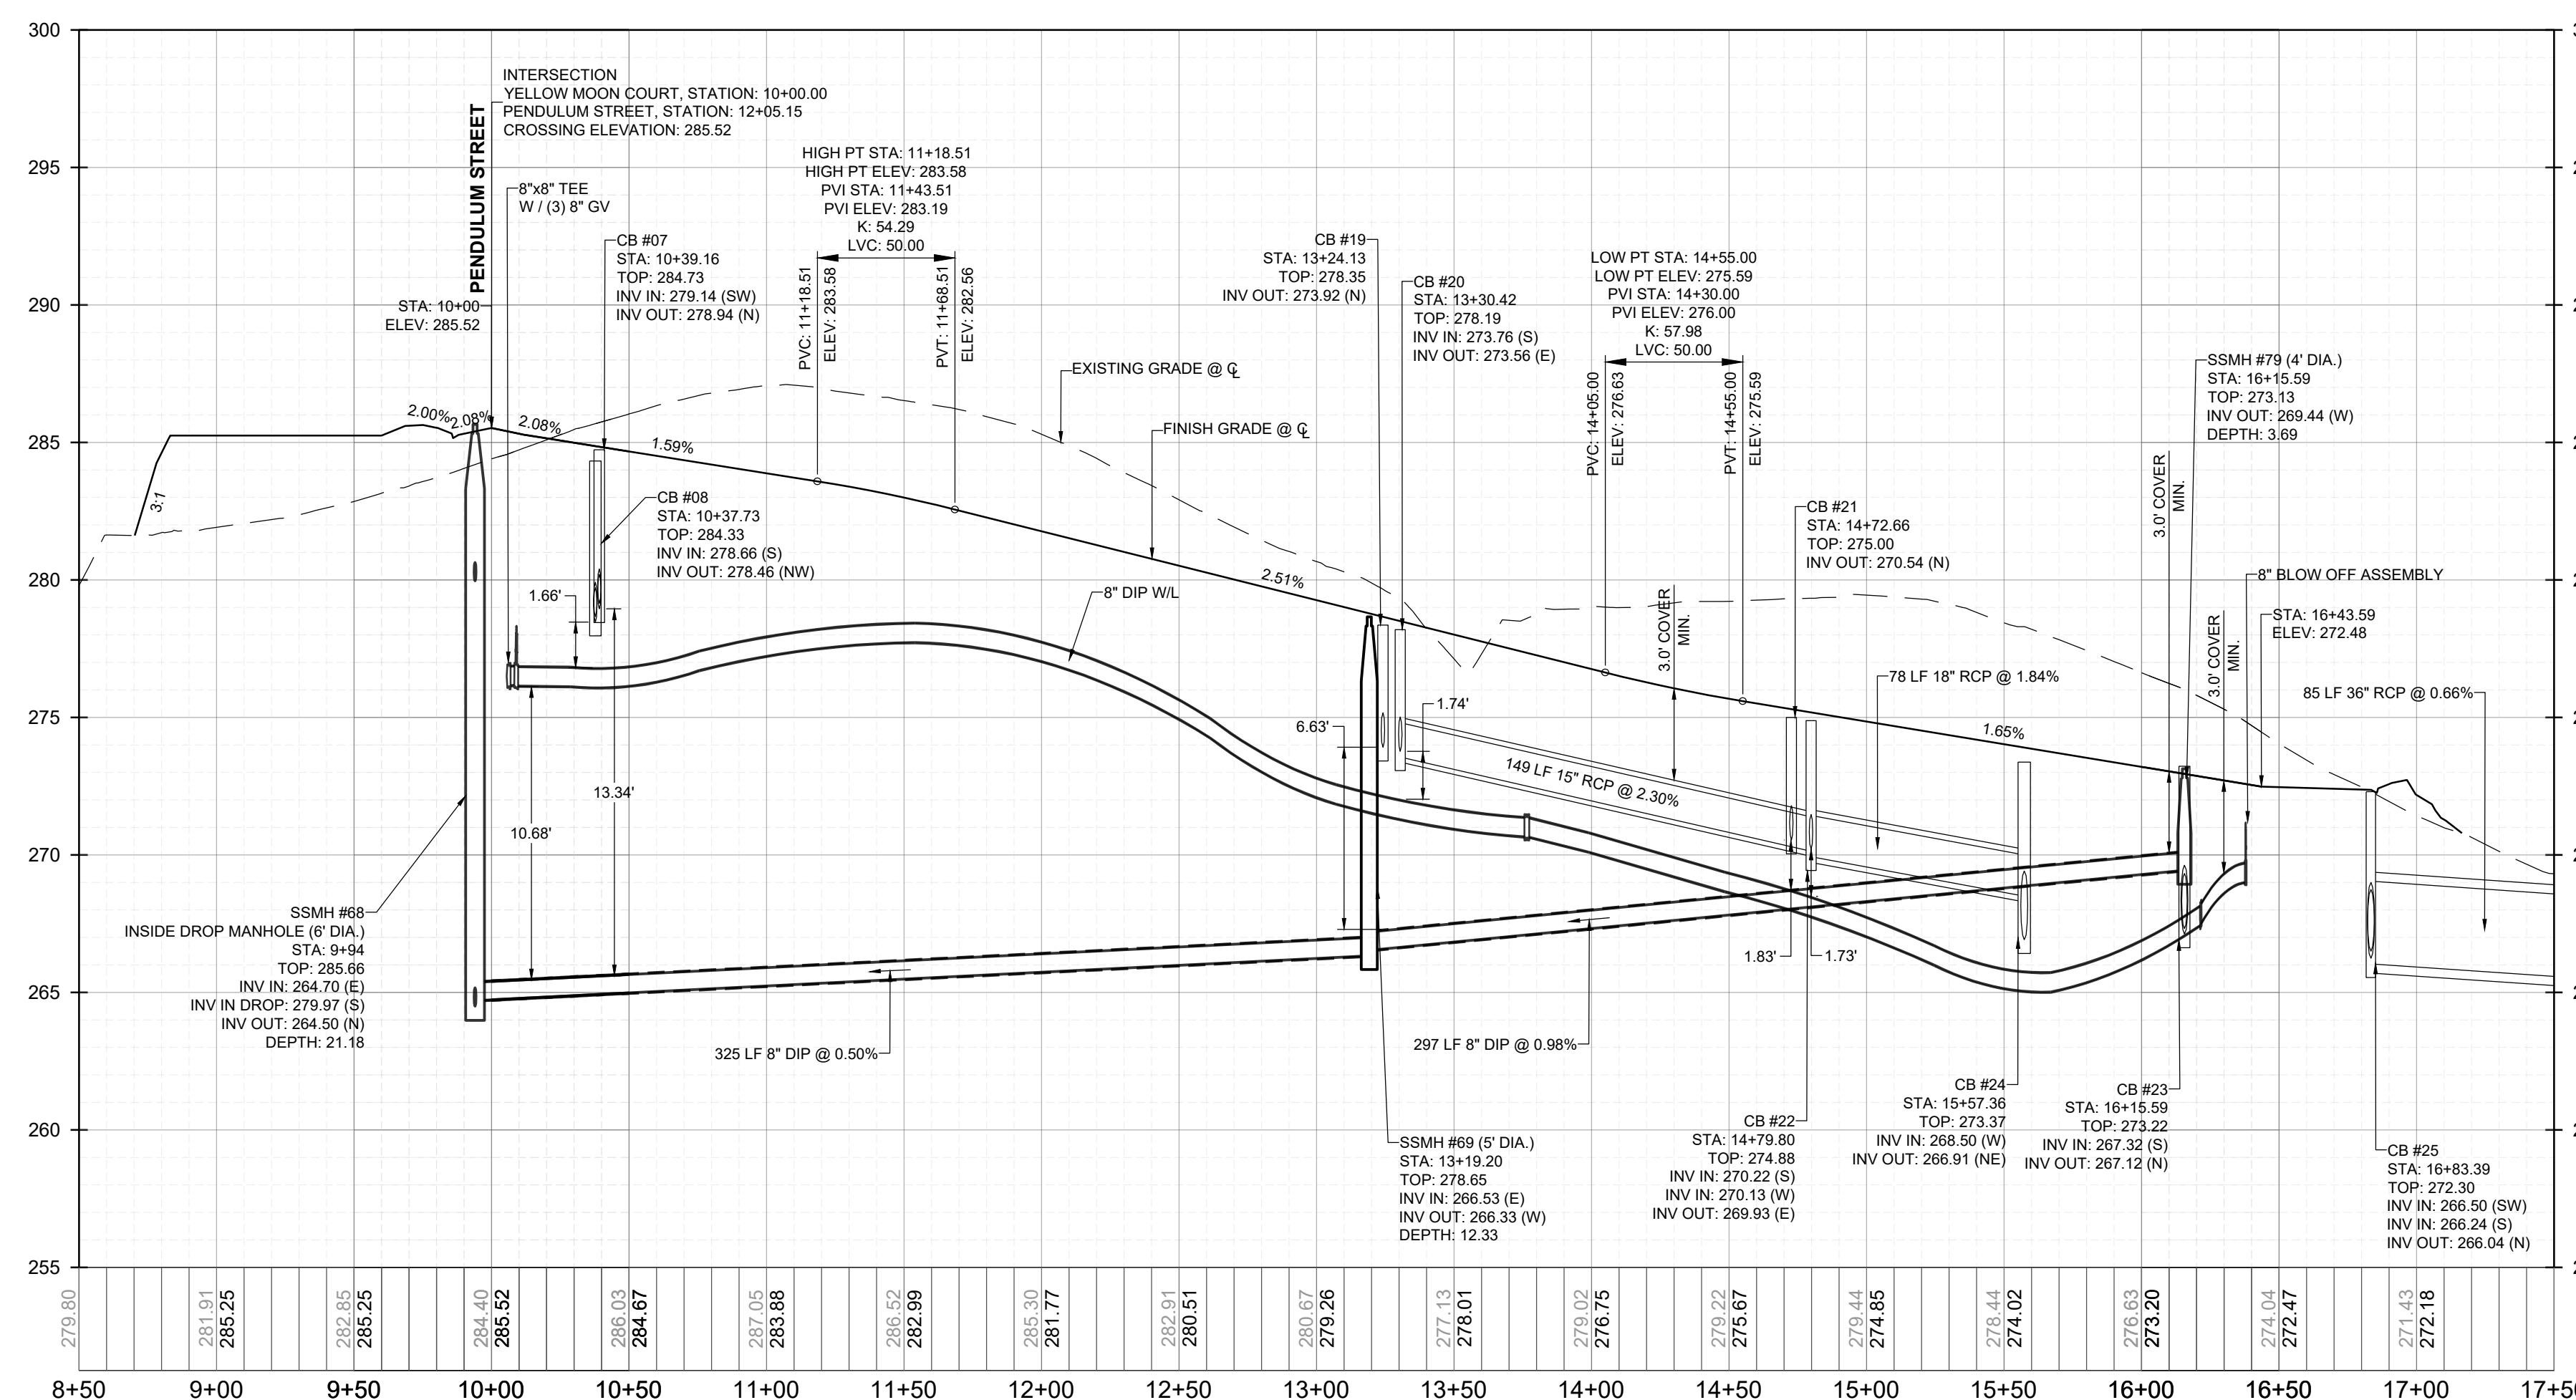 300
295
290
285
280
275
270
265
260
255
INTERSECTION
YELLOW MOON COURT, STATION: 10+00.00
PENDULUM STREET, STATION: 12+05.15
CROSSING ELEVATION: 285.52
PENDULUM STREET
STA: 10+00
ELEV: 285.52
8"x8" TEE
W / (3) 8" GV
CB #07
STA: 10+39.16
TOP: 284.73
INV IN: 279.14 (SW)
INV OUT: 278.94 (N)
HIGH PT STA: 11+18.51
HIGH PT ELEV: 283.58
PVI STA: 11+43.51
PVI ELEV: 283.19
K: 54.29
LVC: 50.00
PVC: 11+18.51
ELEV: 283.58
PVT: 11+68.51
ELEV: 282.56
EXISTING GRADE @ CL
FINISH GRADE @ CL
CB #19
STA: 13+24.13
TOP: 278.35
INV OUT: 273.92 (N)
CB #20
STA: 13+30.42
TOP: 278.19
INV IN: 273.76 (S)
INV OUT: 273.56 (E)
LOW PT STA: 14+55.00
LOW PT ELEV: 275.59
PVI STA: 14+30.00
PVI ELEV: 276.00
K: 57.98
LVC: 50.00
PVC: 14+05.00
ELEV: 276.63
PVT: 14+55.00
ELEV: 275.59
SSMH #79 (4' DIA.)
STA: 16+15.59
TOP: 273.13
INV OUT: 269.44 (W)
DEPTH: 3.69
3.0' COVER
MIN.
CB #21
STA: 14+72.66
TOP: 275.00
INV OUT: 270.54 (N)
8" BLOW OFF ASSEMBLY
STA: 16+43.59
ELEV: 272.48
3.0' COVER
MIN.
3.0' COVER
MIN.
78 LF 18" RCP @ 1.84%
85 LF 36" RCP @ 0.66%
3:1
2.00%
2.08%
2.08%
1.59%
2.51%
1.65%
CB #08
STA: 10+37.73
TOP: 284.33
INV IN: 278.66 (S)
INV OUT: 278.46 (NW)
1.66'
8" DIP W/L
6.63'
1.74'
149 LF 15" RCP @ 2.30%
13.34'
10.68'
1.83'
1.73'
SSMH #68
INSIDE DROP MANHOLE (6' DIA.)
STA: 9+94
TOP: 285.66
INV IN: 264.70 (E)
INV IN DROP: 279.97 (S)
INV OUT: 264.50 (N)
DEPTH: 21.18
325 LF 8" DIP @ 0.50%
297 LF 8" DIP @ 0.98%
SSMH #69 (5' DIA.)
STA: 13+19.20
TOP: 278.65
INV IN: 266.53 (E)
INV OUT: 266.33 (W)
DEPTH: 12.33
CB #22
STA: 14+79.80
TOP: 274.88
INV IN: 270.22 (S)
INV IN: 270.13 (W)
INV OUT: 269.93 (E)
CB #24
STA: 15+57.36
TOP: 273.37
INV IN: 268.50 (W)
INV OUT: 266.91 (NE)
CB #23
STA: 16+15.59
TOP: 273.22
INV IN: 267.32 (S)
INV OUT: 267.12 (N)
CB #25
STA: 16+83.39
TOP: 272.30
INV IN: 266.50 (SW)
INV IN: 266.24 (S)
INV OUT: 266.04 (N)
279.80
281.91 285.25
282.85 285.25
284.40 285.52
286.03 284.67
287.05 283.88
286.52 282.99
285.30 281.77
282.91 280.51
280.67 279.26
277.13 278.01
279.02 276.75
279.22 275.67
279.44 274.85
278.44 274.02
276.63 273.20
274.04 272.47
271.43 272.18
8+50 9+00 9+50 10+00 10+50 11+00 11+50 12+00 12+50 13+00 13+50 14+00 14+50 15+00 15+50 16+00 16+50 17+00